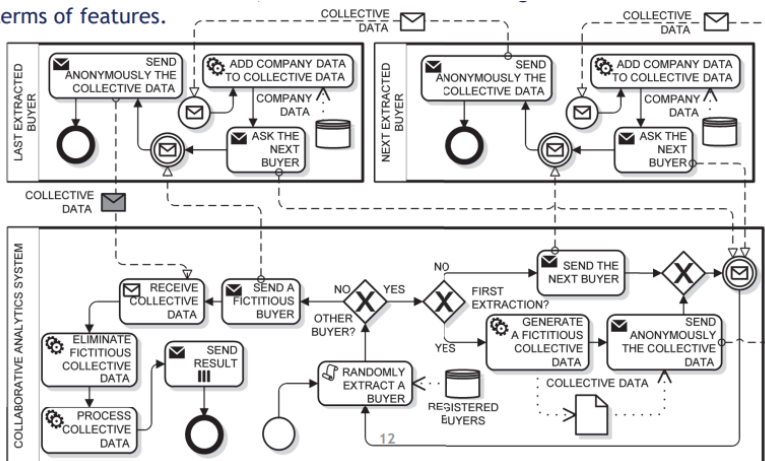 erms of features.
COLLECTIVE
DATA
COLLECTIVE
DATA
LAST EXTRACTED
BUYER
SEND
ANONYMOUSLY THE
COLLECTIVE DATA
ADD COMPANY DATA
TO COLLECTIVE DATA
COMPANY
DATA
ASK THE
NEXT
BUYER
NEXT EXTRACTED
BUYER
SEND
ANONYMOUSLY THE
COLLECTIVE DATA
ADD COMPANY DATA
TO COLLECTIVE DATA
COMPANY
DATA
ASK THE
NEXT
BUYER
COLLECTIVE
DATA
COLLABORATIVE ANALYTICS SYSTEM
RECEIVE
COLLECTIVE
DATA
SEND A
FICTITIOUS
BUYER
NO
YES
OTHER
BUYER?
NO
FIRST
EXTRACTION?
YES
SEND THE
NEXT BUYER
ELIMINATE
FICTITIOUS
COLLECTIVE
DATA
SEND
RESULT
GENERATE
A FICTITIOUS
COLLECTIVE
DATA
SEND
ANONYMOUSLY
THE COLLECTIVE
DATA
RANDOMLY
EXTRACT A
BUYER
REGISTERED
BUYERS
COLLECTIVE DATA
PROCESS
COLLECTIVE
DATA
12